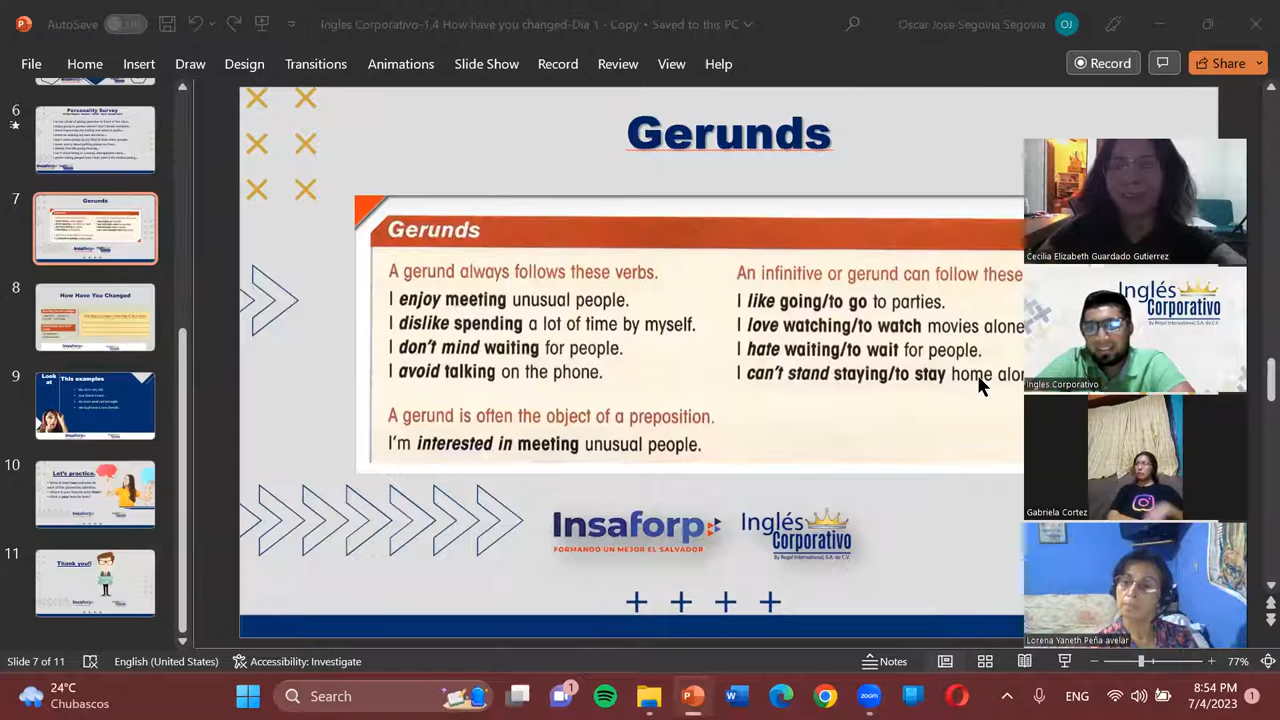 AutoSave
Ingles Corporativo-1.4 How have you changed-Dia 1 - Copy • Saved to this PC
Oscar Jose Segovia Segovia
OJ
File
Home
Insert
Draw
Design
Transitions
Animations
Slide Show
Record
Review
View
Help
Record
Share
6
Personality Survey
7
Gerunds
8
How Have You Changed
9
Look at
This examples
10
Let's practice.
11
Thank you!
Gerunds
Gerunds
A gerund always follows these verbs.
I enjoy meeting unusual people.
I dislike spending a lot of time by myself.
I don't mind waiting for people.
I avoid talking on the phone.
A gerund is often the object of a preposition.
I'm interested in meeting unusual people.
An infinitive or gerund can follow these
I like going/to go to parties.
I love watching/to watch movies alone
I hate waiting/to wait for people.
I can't stand staying/to stay home alon
Insaforp
FORMANDO UN MEJOR EL SALVADOR
Inglés
Corporativo
By Regal International, S.A. de C.V.
Cecilia Elizabeth Guardado Gutierrez
Inglés
Corporativo
By Regal International, S.A. de C.V.
Ingles Corporativo
Gabriela Cortez
Lorena Yaneth Peña avelar
Slide 7 of 11
English (United States)
Accessibility: Investigate
Notes
77%
24°C
Chubascos
Search
1
zoom
ENG
8:54 PM
7/4/2023
1